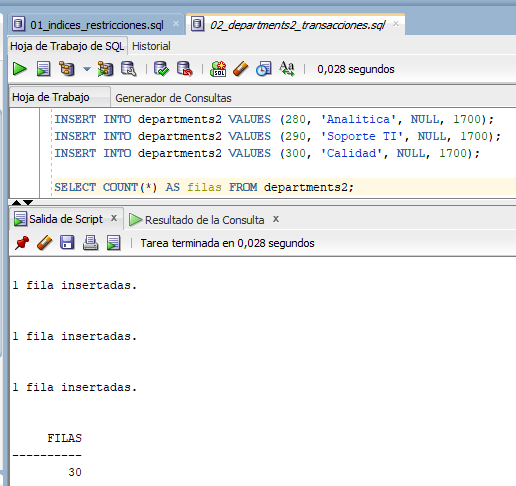 01_indices_restricciones.sql
02_departments2_transacciones.sql
Hoja de Trabajo de SQL Historial
SQL Aa 0,028 segundos
Hoja de Trabajo Generador de Consultas
INSERT INTO departments2 VALUES (280, 'Analitica', NULL, 1700);
INSERT INTO departments2 VALUES (290, 'Soporte TI', NULL, 1700);
INSERT INTO departments2 VALUES (300, 'Calidad', NULL, 1700);
SELECT COUNT(*) AS filas FROM departments2;
Salida de Script x Resultado de la Consulta x
Tarea terminada en 0,028 segundos
1 fila insertadas.
1 fila insertadas.
1 fila insertadas.
FILAS
----------
30